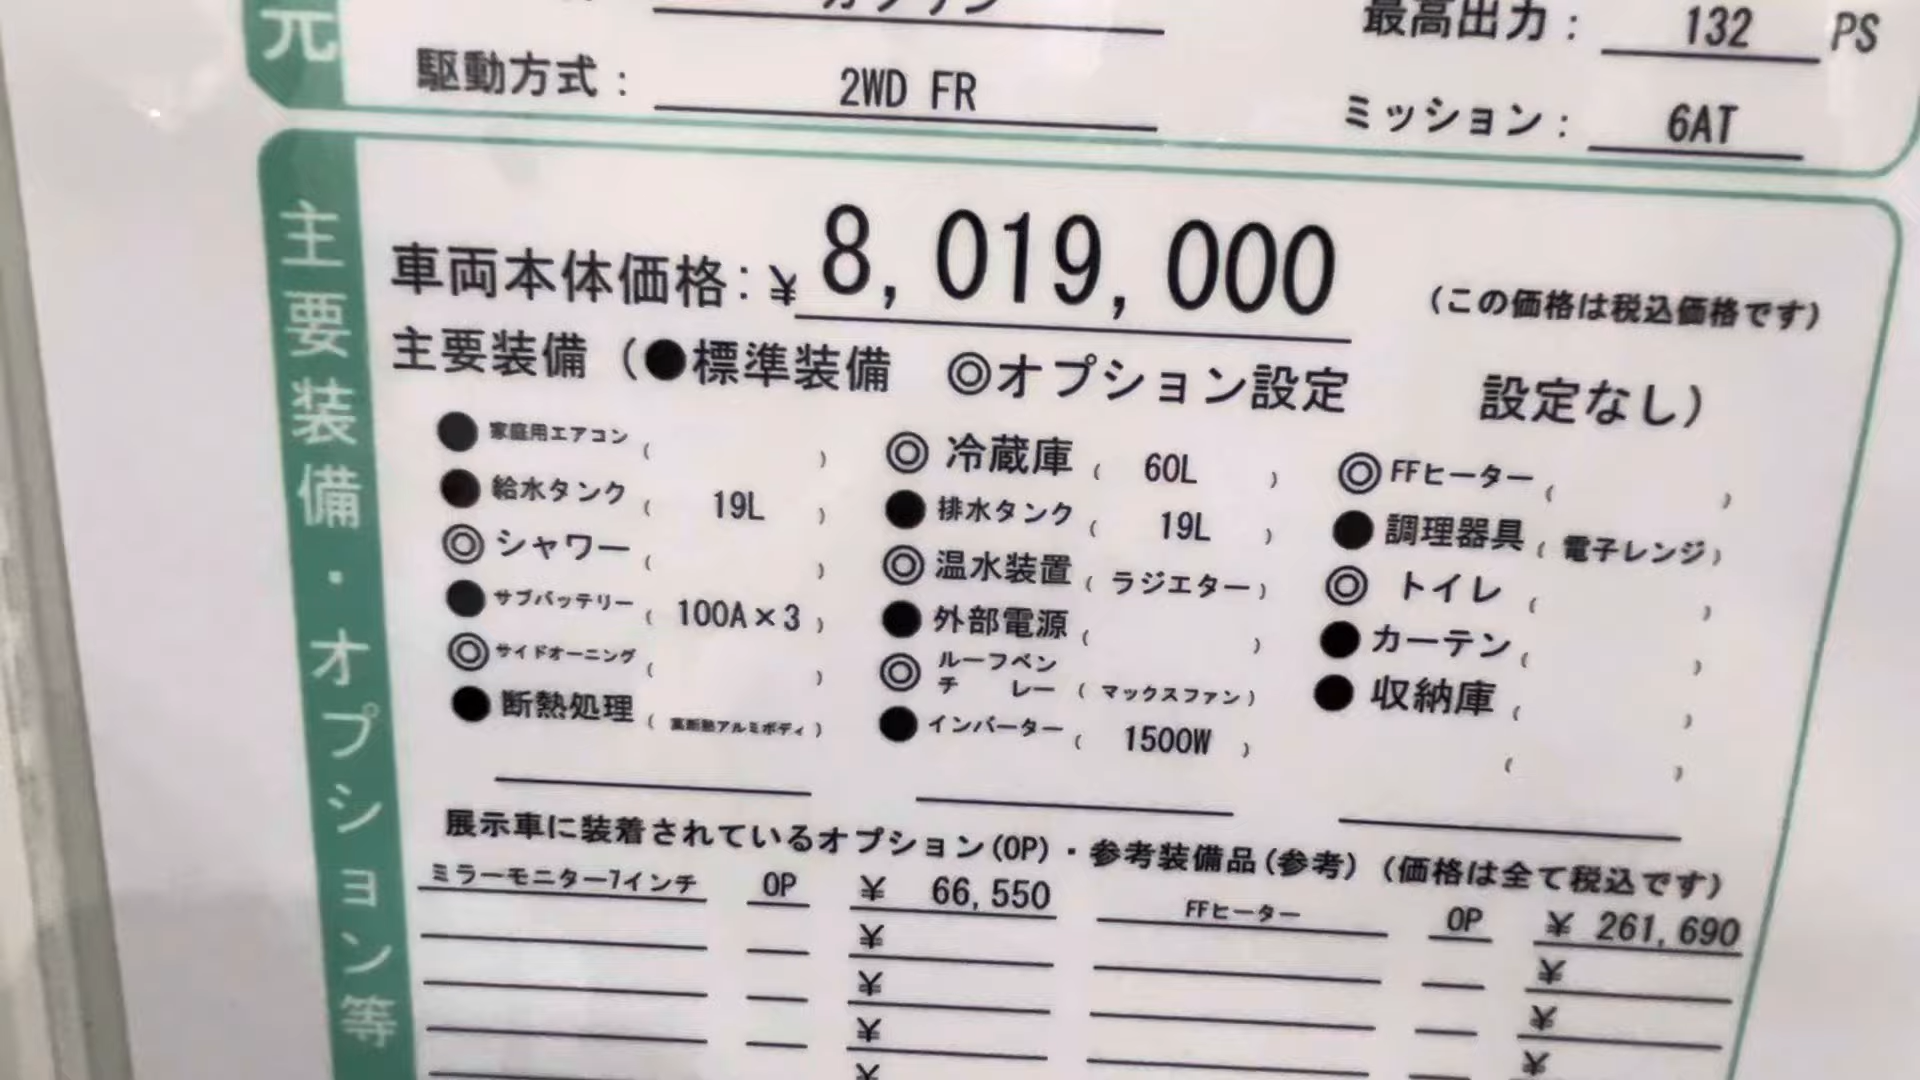 元
ガソリン
最高出力： 132 PS
駆動方式： 2WD FR
ミッション： 6AT
主要装備・オプション等
車両本体価格：¥8,019,000 (この価格は税込価格です)
主要装備 (●標準装備 ◎オプション設定 設定なし)
●家庭用エアコン ( ) ◎冷蔵庫 ( 60L ) ◎FFヒーター ( )
●給水タンク ( 19L ) ●排水タンク ( 19L ) ●調理器具 (電子レンジ)
◎シャワー ( ) ◎温水装置 (ラジエター) ◎トイレ ( )
●サブバッテリー ( 100A×3 ) ●外部電源 ( ) ●カーテン ( )
◎サイドオーニング ( ) ◎ルーフベンチレー (マックスファン) ●収納庫 ( )
●断熱処理 ( 断熱アルミボディ ) ●インバーター ( 1500W ) ( )
展示車に装着されているオプション(OP)・参考装備品(参考) (価格は全て税込です)
ミラーモニター7インチ OP ¥ 66,550 FFヒーター OP ¥ 261,690
¥ ¥
¥ ¥
¥ ¥
¥